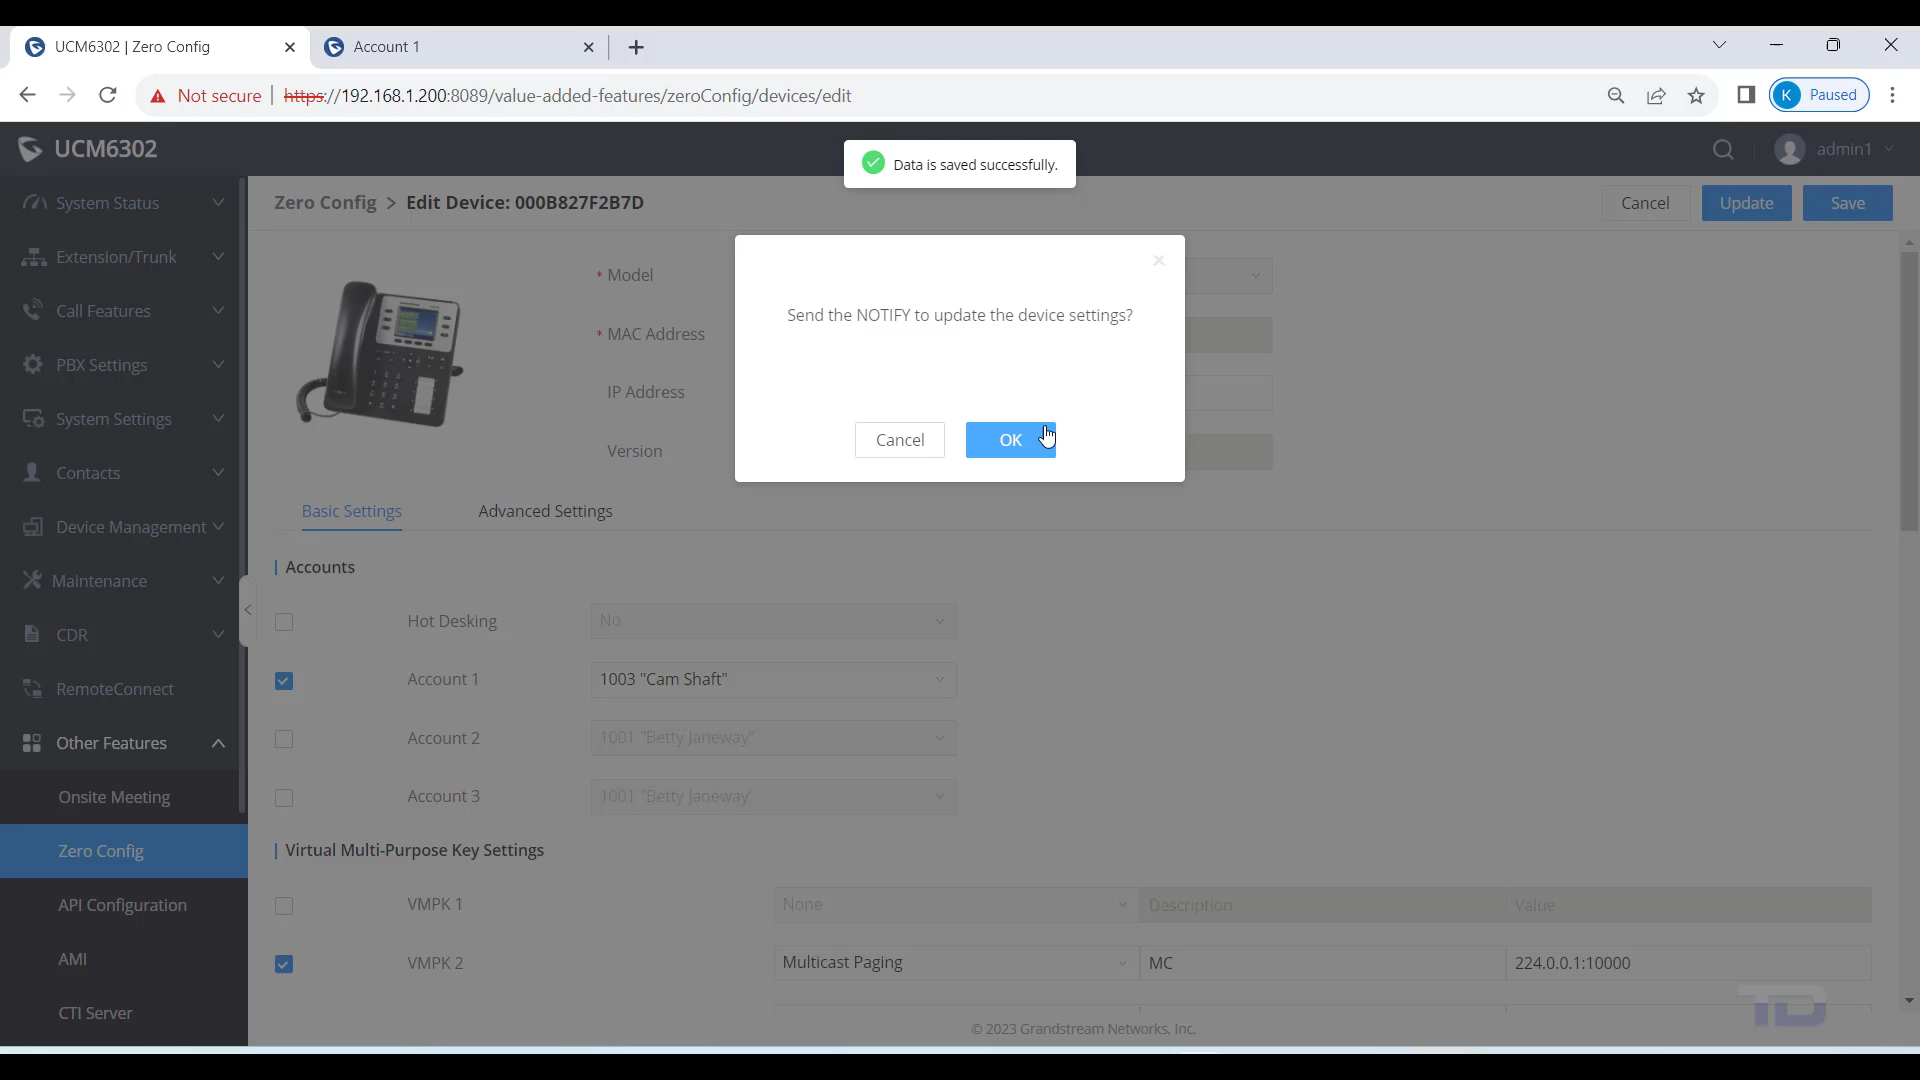 UCM6302 | Zero Config
Account 1
Not secure
https://192.168.1.200:8089/value-added-features/zeroConfig/devices/edit
K
Paused
UCM6302
Data is saved successfully.
admin1
System Status
Extension/Trunk
Call Features
PBX Settings
System Settings
Contacts
Device Management
Maintenance
CDR
RemoteConnect
Other Features
Onsite Meeting
Zero Config
API Configuration
AMI
CTI Server
Zero Config > Edit Device: 000B827F2B7D
Cancel
Update
Save
* Model
* MAC Address
IP Address
Version
Send the NOTIFY to update the device settings?
Cancel
OK
Basic Settings
Advanced Settings
Accounts
Hot Desking
No
Account 1
1003 "Cam Shaft"
Account 2
1001 "Betty Janeway"
Account 3
1001 "Betty Janeway"
Virtual Multi-Purpose Key Settings
VMPK 1
None
Description
Value
VMPK 2
Multicast Paging
MC
224.0.0.1:10000
TD
© 2023 Grandstream Networks, Inc.